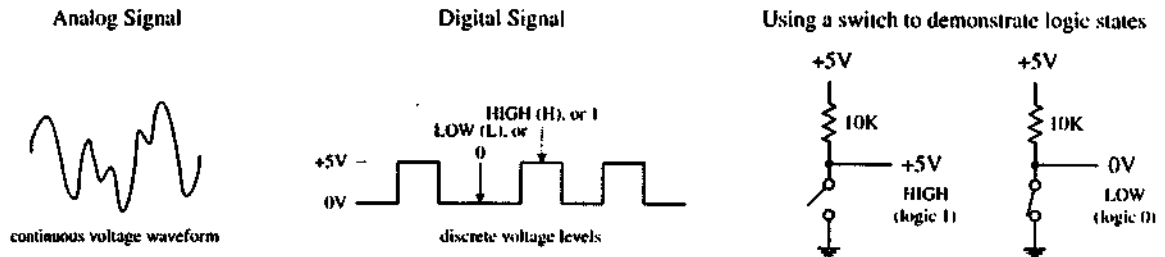 Analog Signal
continuous voltage waveform
Digital Signal
HIGH (H), or 1
LOW (L), or
0
+5V
0V
discrete voltage levels
Using a switch to demonstrate logic states
+5V
10K
+5V
HIGH
(logic 1)
+5V
10K
0V
LOW
(logic 0)